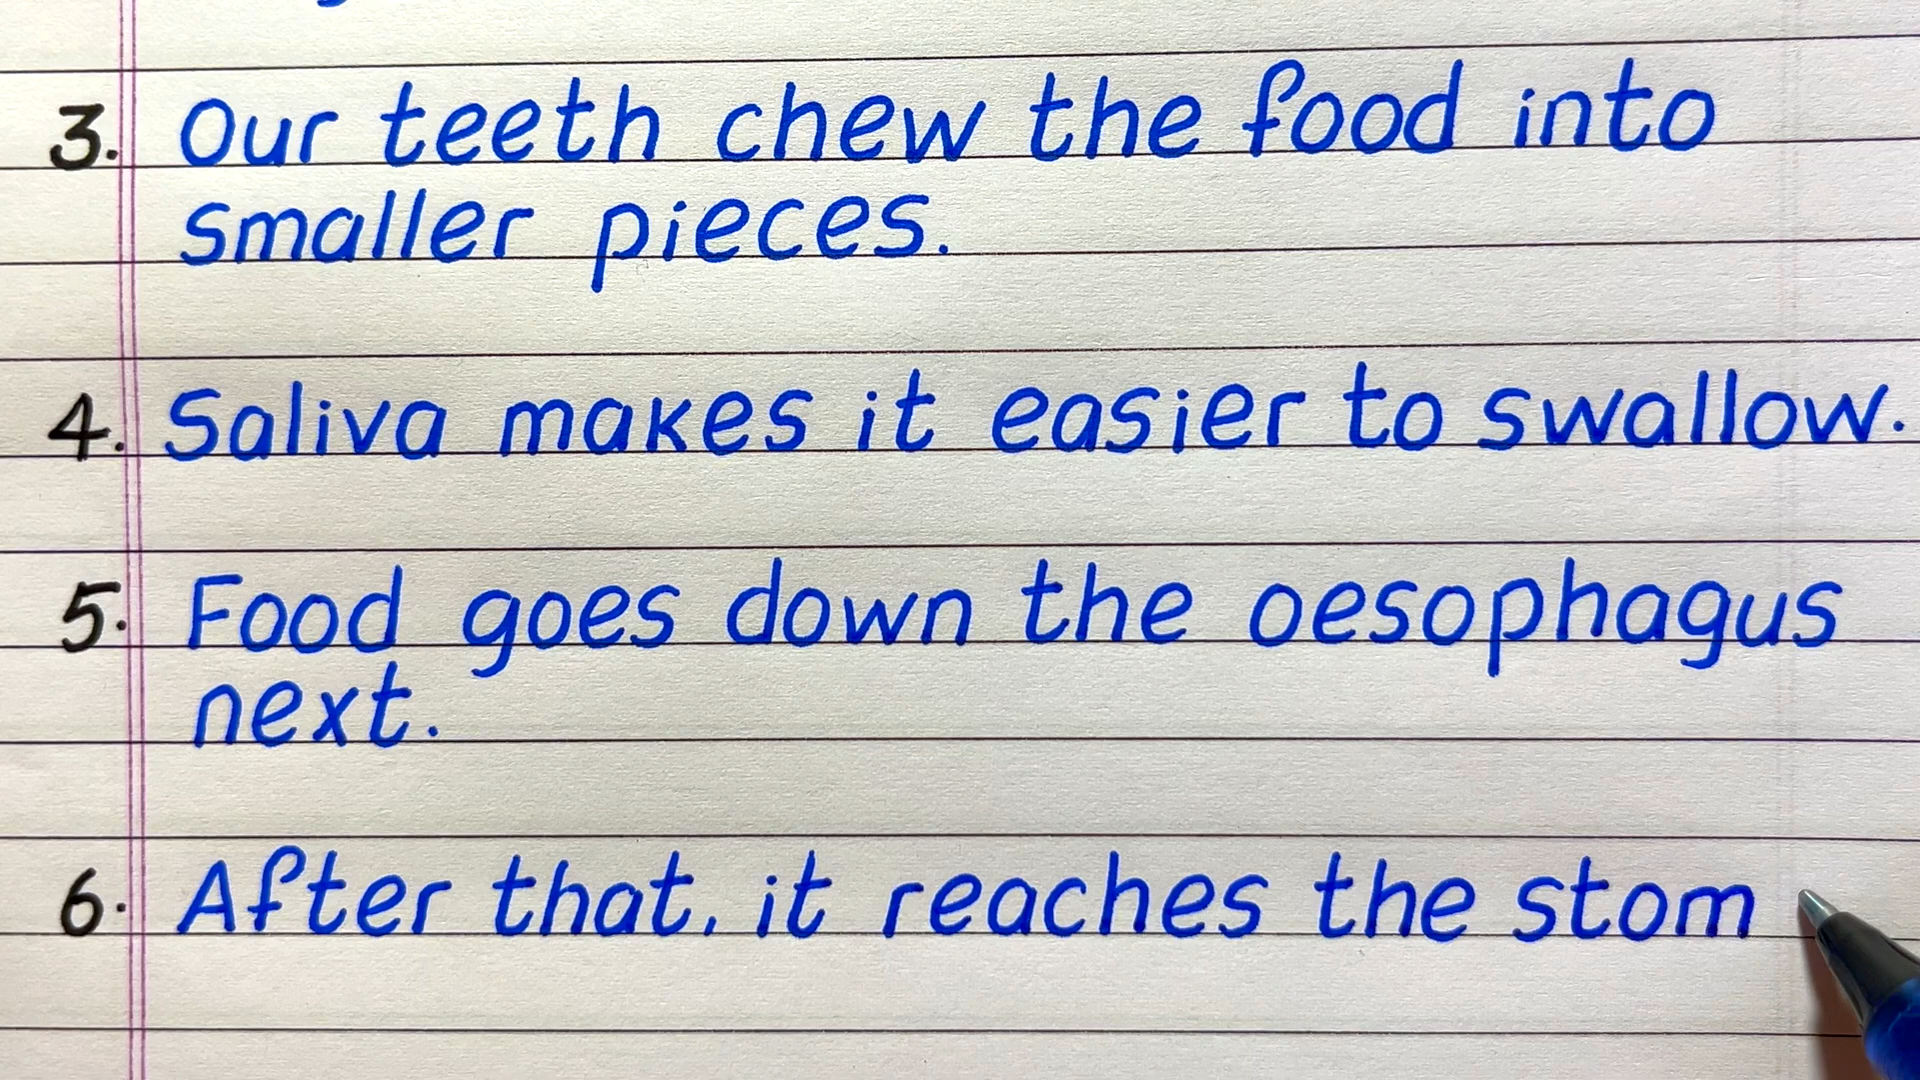 3. Our teeth chew the food into
smaller pieces.
4. Saliva makes it easier to swallow.
5. Food goes down the oesophagus
next.
6. After that, it reaches the stom